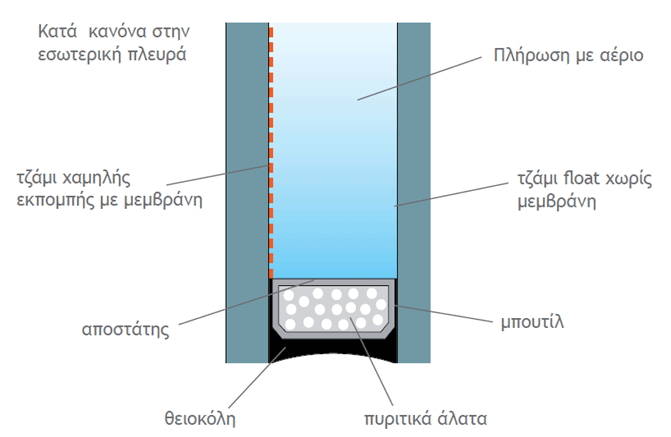 Κατά κανόνα στην
εσωτερική πλευρά
Πλήρωση με αέριο
τζάμι χαμηλής
εκπομπής με μεμβράνη
τζάμι float χωρίς
μεμβράνη
αποστάτης
μπουτίλ
θειοκόλη
πυριτικά άλατα